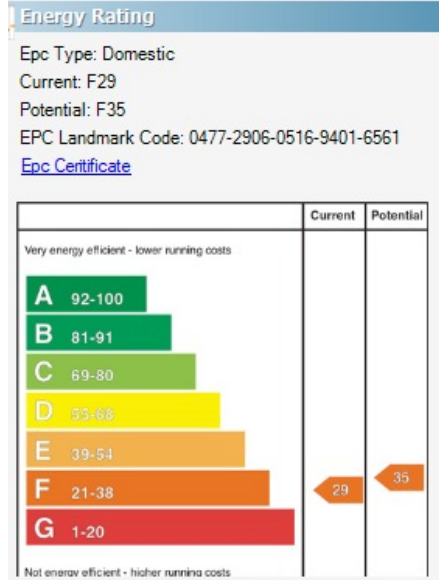 Energy Rating
Epc Type: Domestic
Current: F29
Potential: F35
EPC Landmark Code: 0477-2906-0516-9401-6561
Epc Ceritificate
Current Potential
Very energy efficient - lower running costs
A 92-100
B 81-91
C 69-80
D 55-68
E 39-54
F 21-38 29 35
G 1-20
Not energy efficient - higher running costs